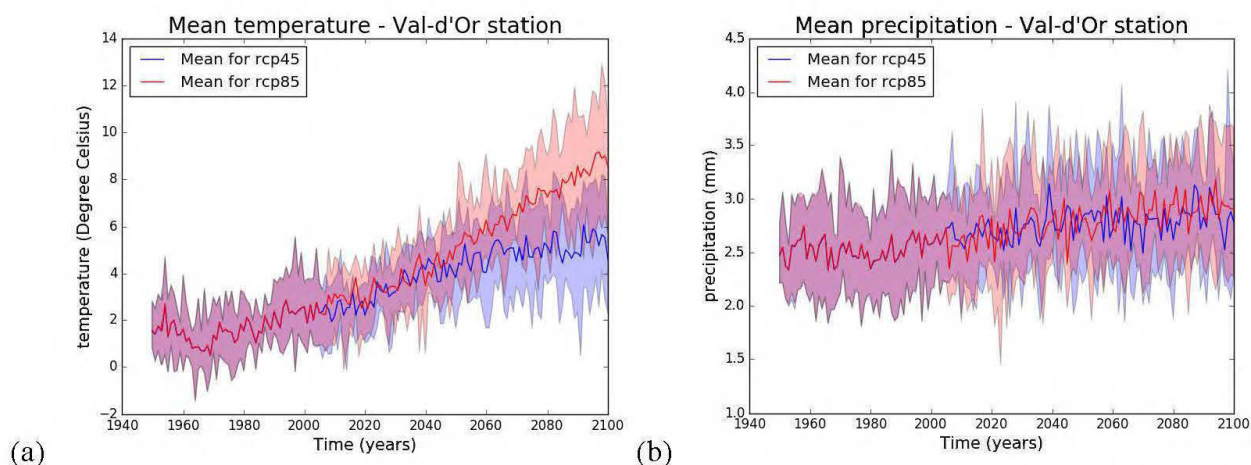 Mean temperature - Val-d'Or station
14
12
10
8
6
4
2
0
−2
temperature (Degree Celsius)
Mean for rcp45
Mean for rcp85
1940 1960 1980 2000 2020 2040 2060 2080 2100
Time (years)
(a)
Mean precipitation - Val-d'Or station
4.5
4.0
3.5
3.0
2.5
2.0
1.5
1.0
precipitation (mm)
Mean for rcp45
Mean for rcp85
1940 1960 1980 2000 2020 2040 2060 2080 2100
Time (years)
(b)